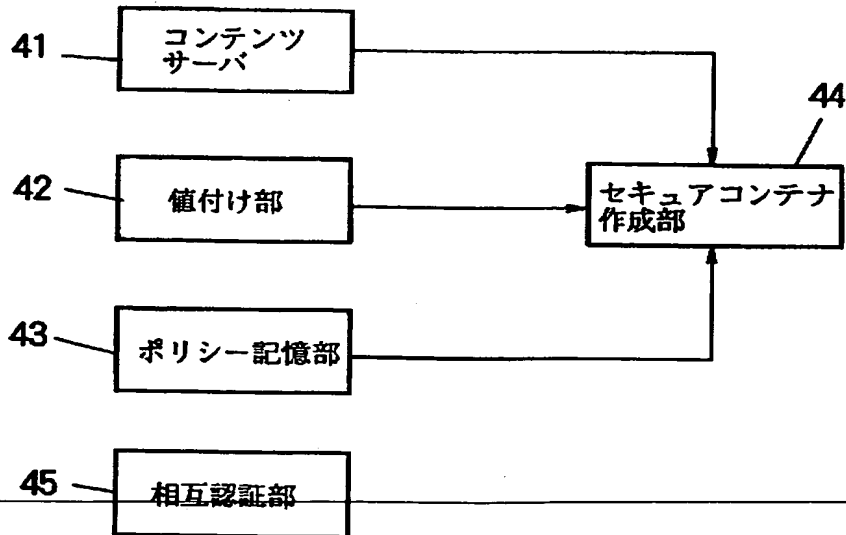 41
コンテンツ
サーバ
44
42
値付け部
セキュアコンテナ
作成部
43
ポリシー記憶部
45
相互認証部